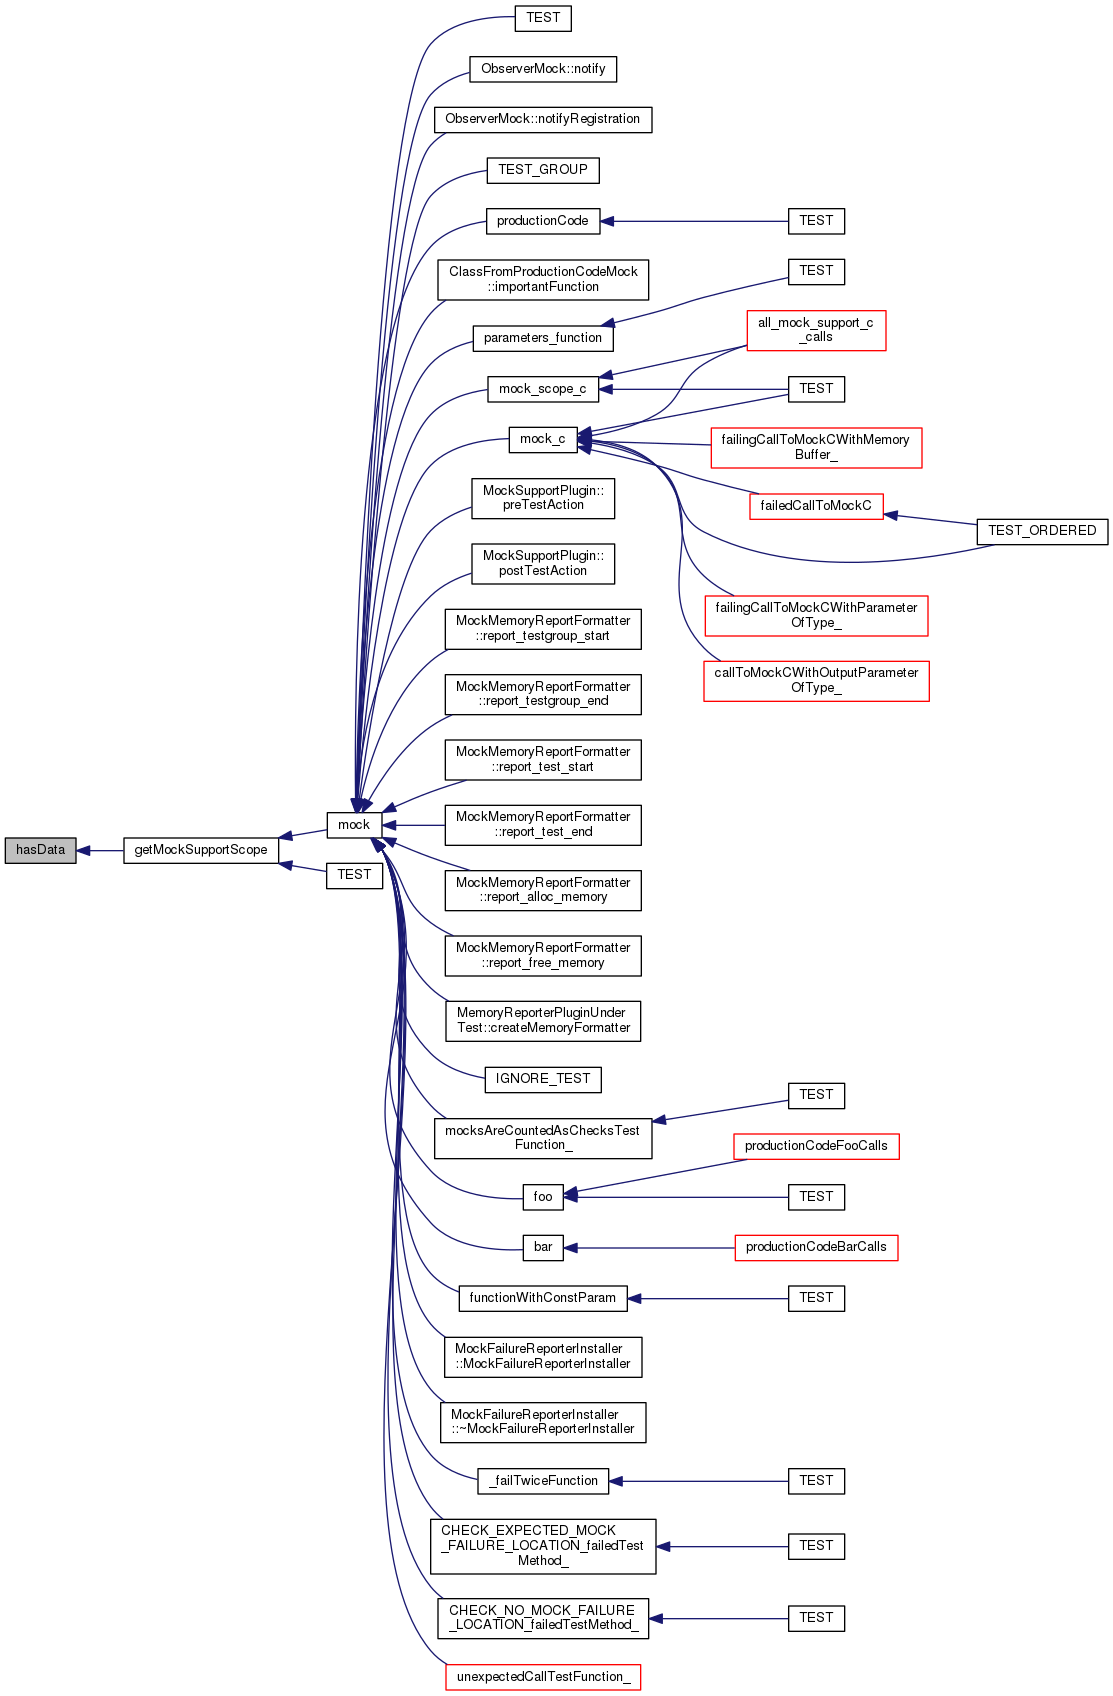 TEST
ObserverMock::notify
ObserverMock::notifyRegistration
TEST_GROUP
productionCode
TEST
ClassFromProductionCodeMock
::importantFunction
TEST
parameters_function
all_mock_support_c
_calls
mock_scope_c
TEST
mock_c
failingCallToMockCWithMemory
Buffer_
MockSupportPlugin::
preTestAction
failedCallToMockC
TEST_ORDERED
MockSupportPlugin::
postTestAction
failingCallToMockCWithParameter
OfType_
MockMemoryReportFormatter
::report_testgroup_start
callToMockCWithOutputParameter
OfType_
MockMemoryReportFormatter
::report_testgroup_end
MockMemoryReportFormatter
::report_test_start
mock
MockMemoryReportFormatter
::report_test_end
hasData
getMockSupportScope
TEST
MockMemoryReportFormatter
::report_alloc_memory
MockMemoryReportFormatter
::report_free_memory
MemoryReporterPluginUnder
Test::createMemoryFormatter
IGNORE_TEST
TEST
mocksAreCountedAsChecksTest
Function_
productionCodeFooCalls
foo
TEST
bar
productionCodeBarCalls
functionWithConstParam
TEST
MockFailureReporterInstaller
::MockFailureReporterInstaller
MockFailureReporterInstaller
::~MockFailureReporterInstaller
_failTwiceFunction
TEST
CHECK_EXPECTED_MOCK
_FAILURE_LOCATION_failedTest
Method_
TEST
CHECK_NO_MOCK_FAILURE
_LOCATION_failedTestMethod_
TEST
unexpectedCallTestFunction_